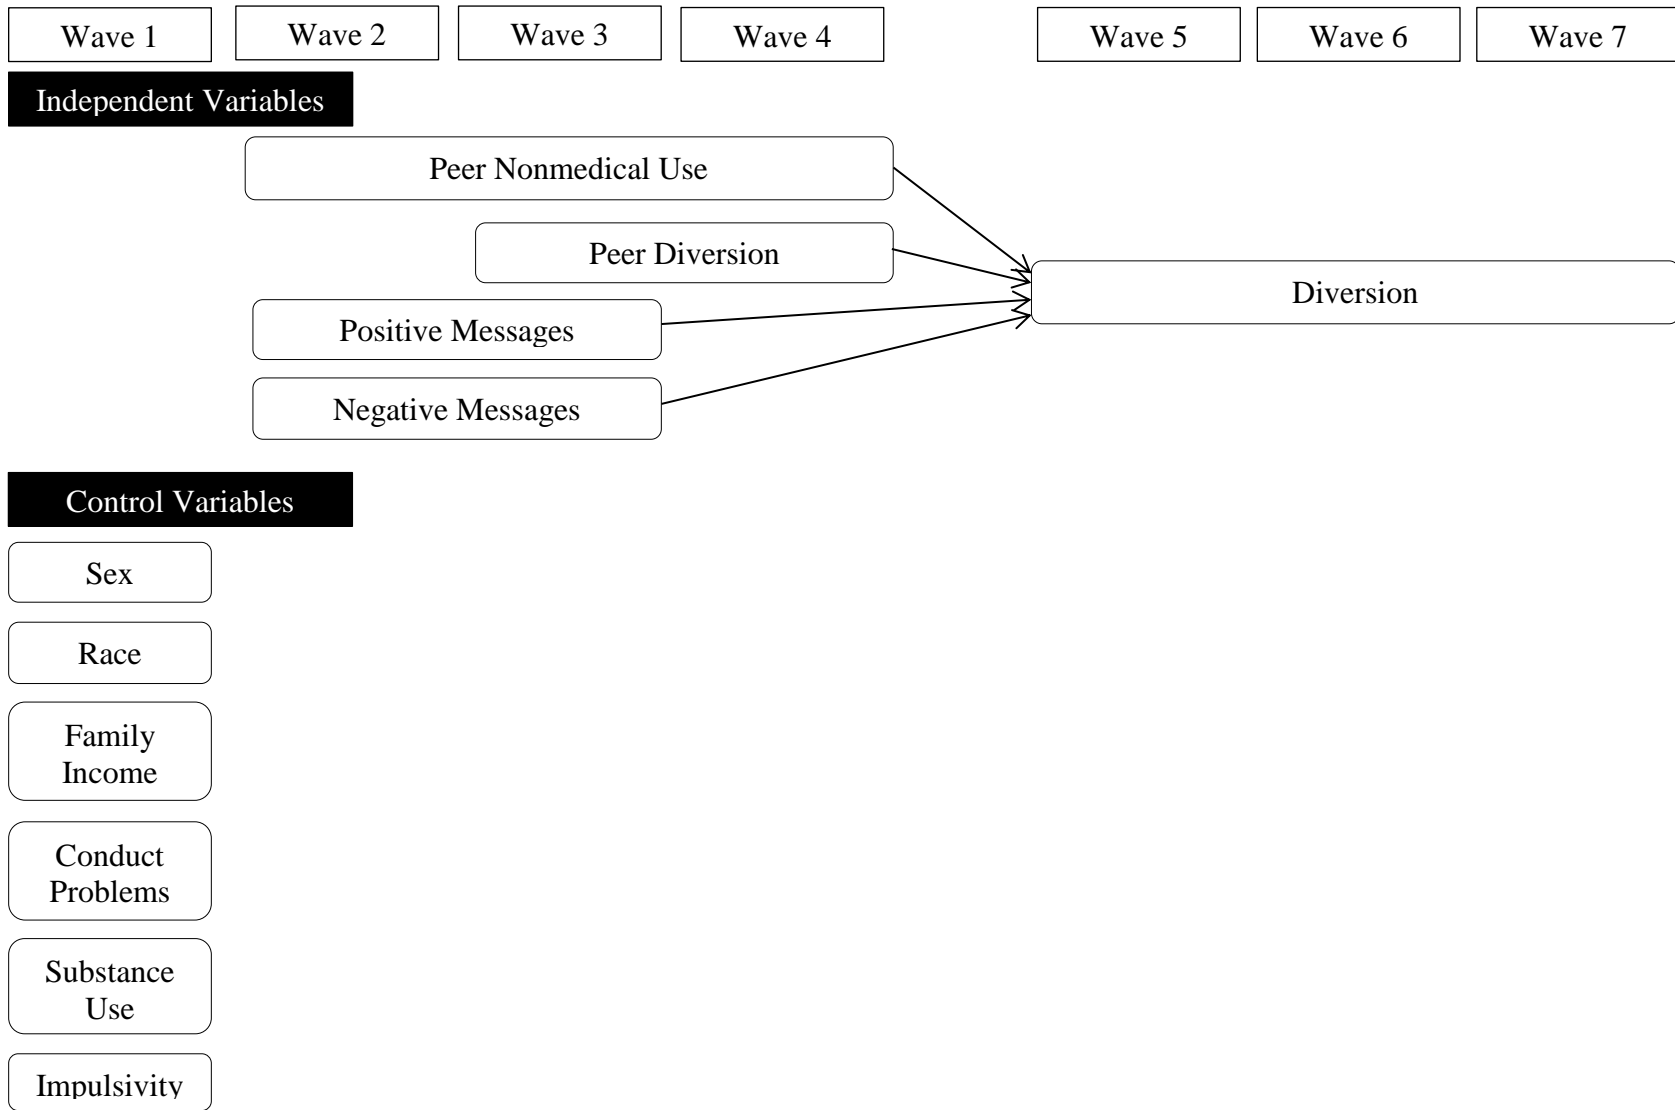 Wave 1
Wave 2
Wave 3
Wave 4
Wave 5
Wave 6
Wave 7
Independent Variables
Peer Nonmedical Use
Peer Diversion
Diversion
Positive Messages
Negative Messages
Control Variables
Sex
Race
Family
Income
Conduct
Problems
Substance
Use
Impulsivity